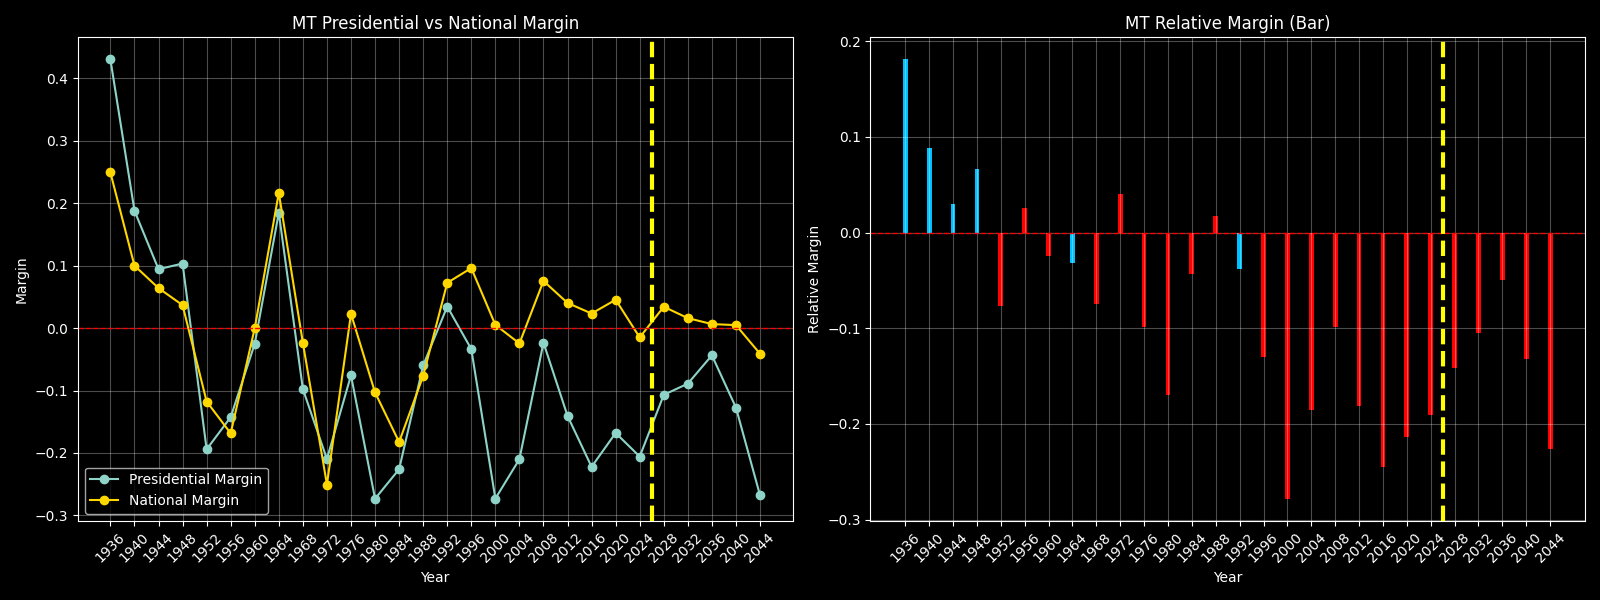 MT Presidential vs National Margin
Margin
0.4
0.3
0.2
0.1
0.0
−0.1
−0.2
−0.3
Presidential Margin
National Margin
1936 1940 1944 1948 1952 1956 1960 1964 1968 1972 1976 1980 1984 1988 1992 1996 2000 2004 2008 2012 2016 2020 2024 2028 2032 2036 2040 2044
Year
MT Relative Margin (Bar)
Relative Margin
0.2
0.1
0.0
−0.1
−0.2
−0.3
1936 1940 1944 1948 1952 1956 1960 1964 1968 1972 1976 1980 1984 1988 1992 1996 2000 2004 2008 2012 2016 2020 2024 2028 2032 2036 2040 2044
Year